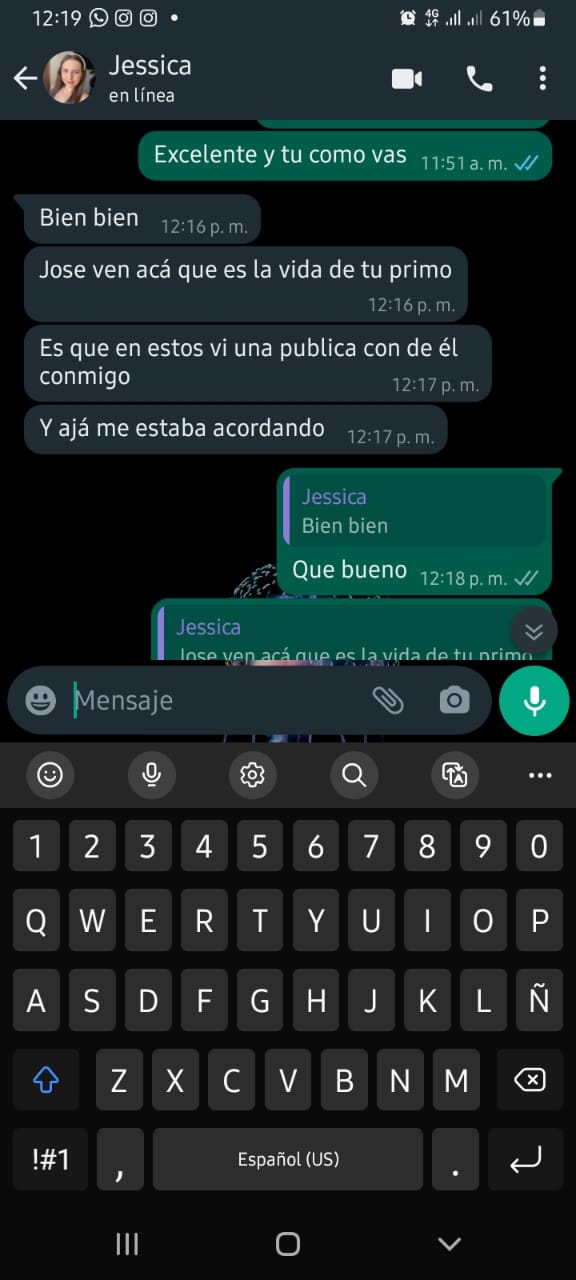 12:19 61%
4G
Jessica
en línea
Excelente y tu como vas 11:51 a. m.
Bien bien 12:16 p. m.
Jose ven acá que es la vida de tu primo
12:16 p. m.
Es que en estos vi una publica con de él
conmigo 12:17 p. m.
Y ajá me estaba acordando 12:17 p. m.
Jessica
Bien bien
Que bueno 12:18 p. m.
Jessica
Jose ven acá que es la vida de tu primo
Mensaje
1 2 3 4 5 6 7 8 9 0
Q W E R T Y U I O P
A S D F G H J K L Ñ
Z X C V B N M
!#1 , Español (US) .